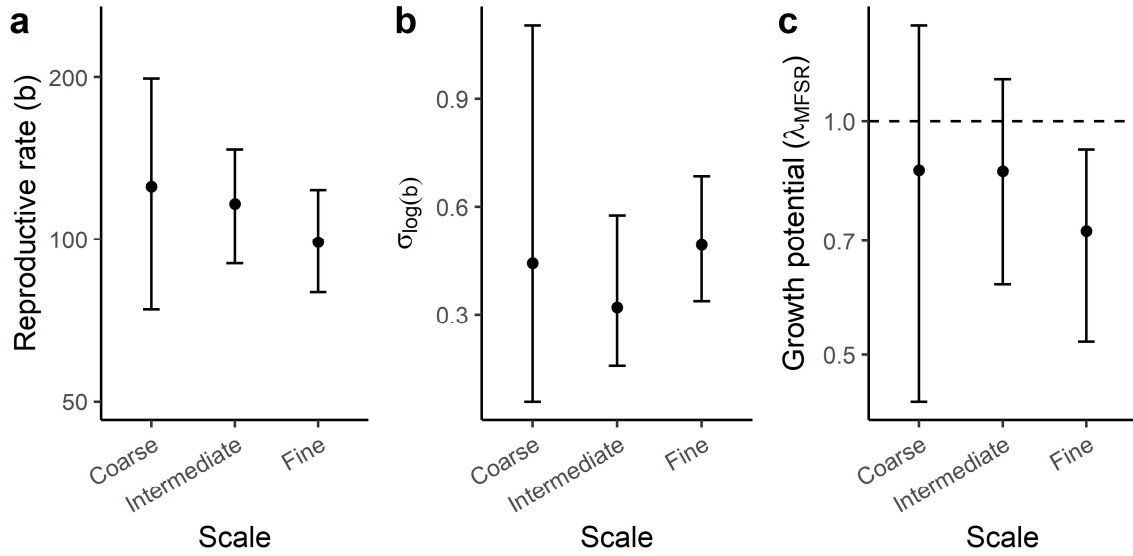 a
Reproductive rate (b)
200
100
50
Coarse
Intermediate
Fine
Scale
b
σlog(b)
0.9
0.6
0.3
Coarse
Intermediate
Fine
Scale
c
Growth potential (λMFSR)
1.0
0.7
0.5
Coarse
Intermediate
Fine
Scale